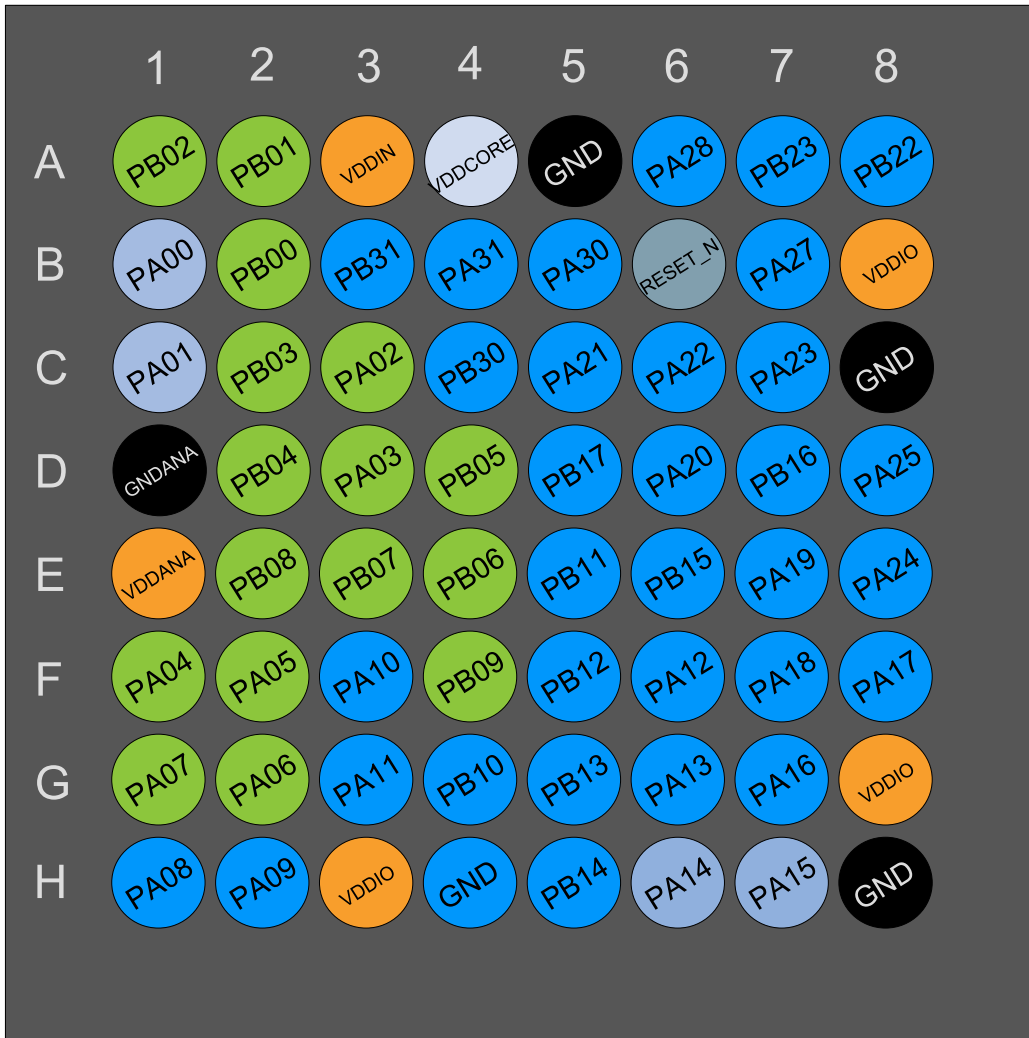 1 2 3 4 5 6 7 8
A PB02 PB01 VDDIN VDDCORE GND PA28 PB23 PB22
B PA00 PB00 PB31 PA31 PA30 RESET_N PA27 VDDIO
C PA01 PB03 PA02 PB30 PA21 PA22 PA23 GND
D GNDANA PB04 PA03 PB05 PB17 PA20 PB16 PA25
E VDDANA PB08 PB07 PB06 PB11 PB15 PA19 PA24
F PA04 PA05 PA10 PB09 PB12 PA12 PA18 PA17
G PA07 PA06 PA11 PB10 PB13 PA13 PA16 VDDIO
H PA08 PA09 VDDIO GND PB14 PA14 PA15 GND